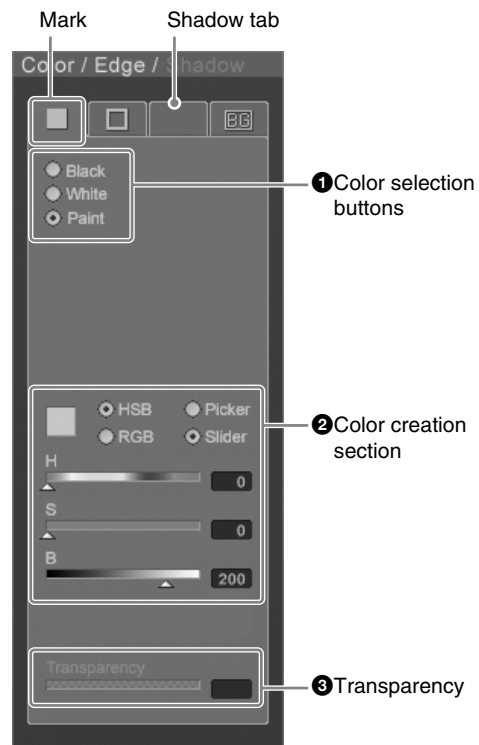 Mark
Shadow tab
Color / Edge / Shadow
BG
Black
White
Paint
❶Color selection
buttons
HSB
Picker
RGB
Slider
❷Color creation
section
H
0
S
0
B
200
Transparency
❸Transparency